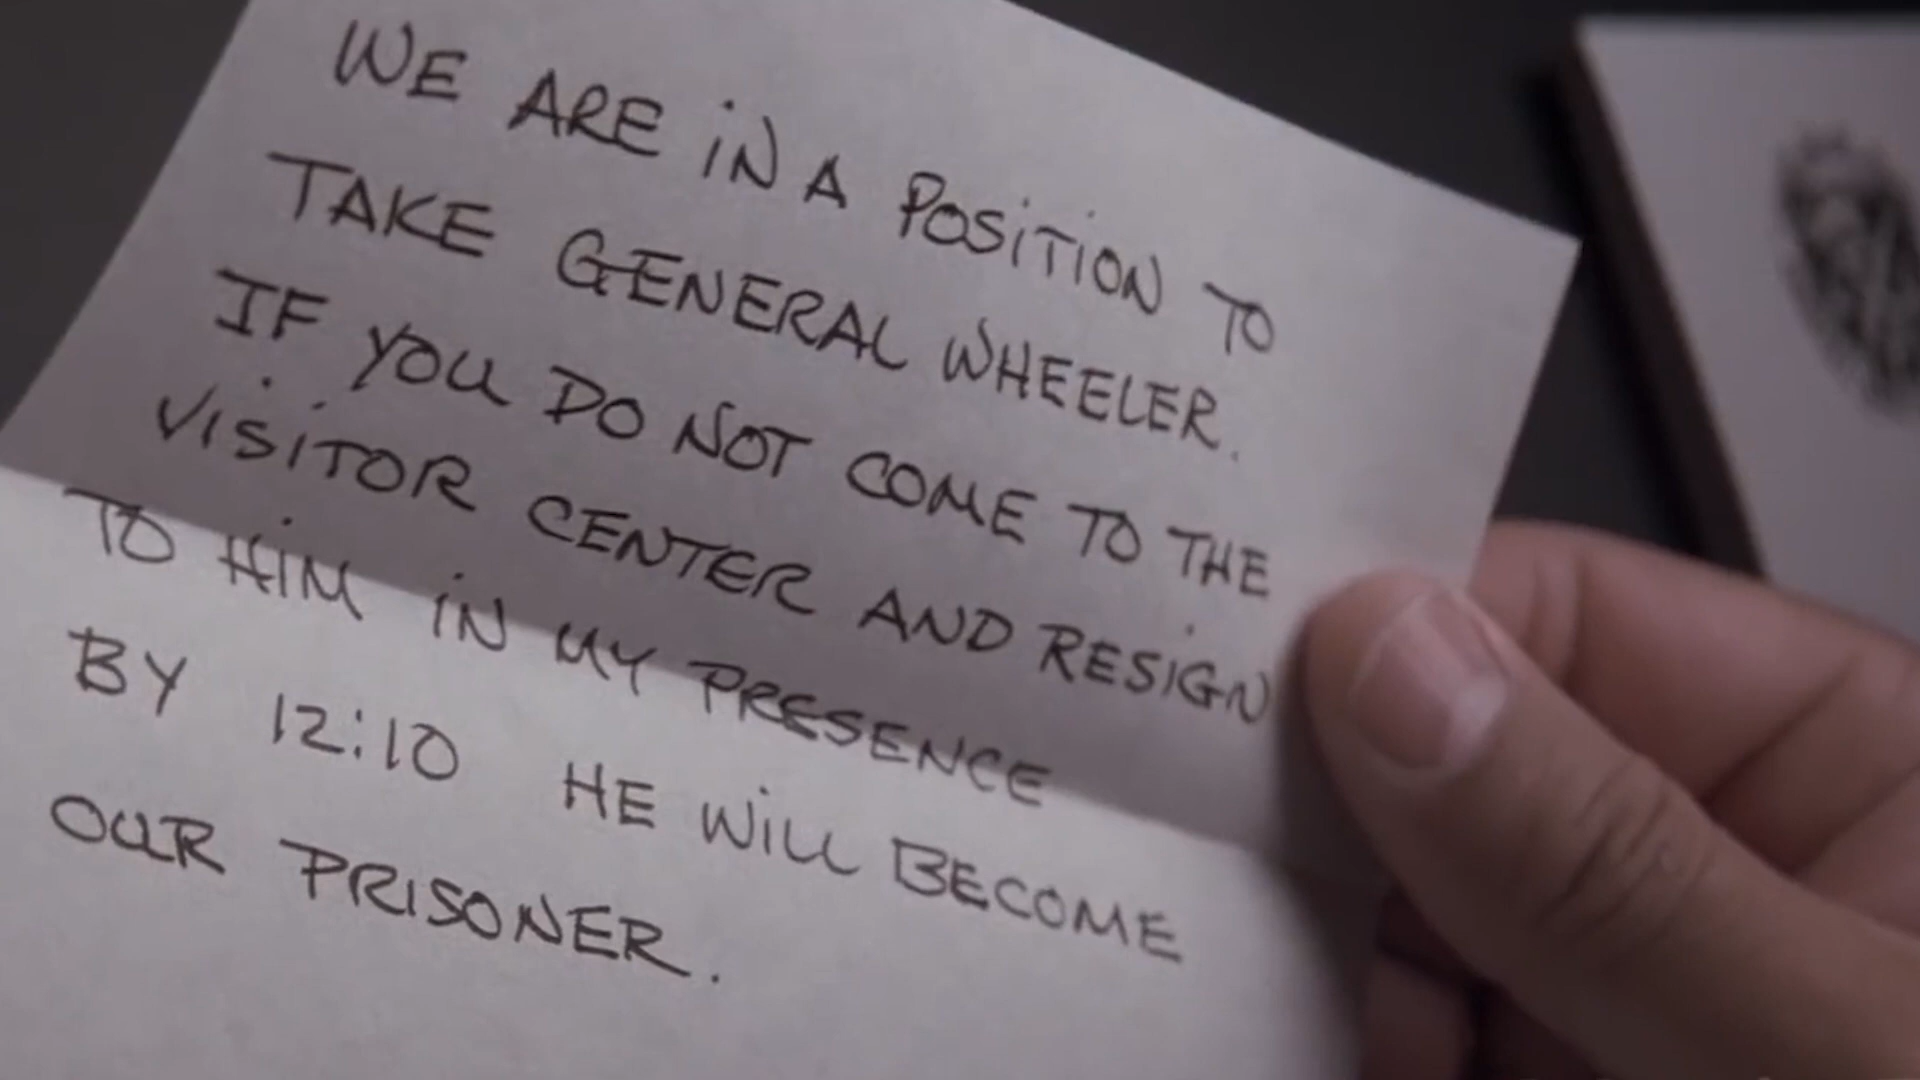 WE ARE iN A POSiTiON TO
TAKE GENERAL WHEELER.
IF YOU DO NOT COME TO THE
ViSiTOR CENTER AND RESiGN
TO HiM iN MY PRESENCE
BY 12:10 HE WiLL BECOME
OUR PRISONER.